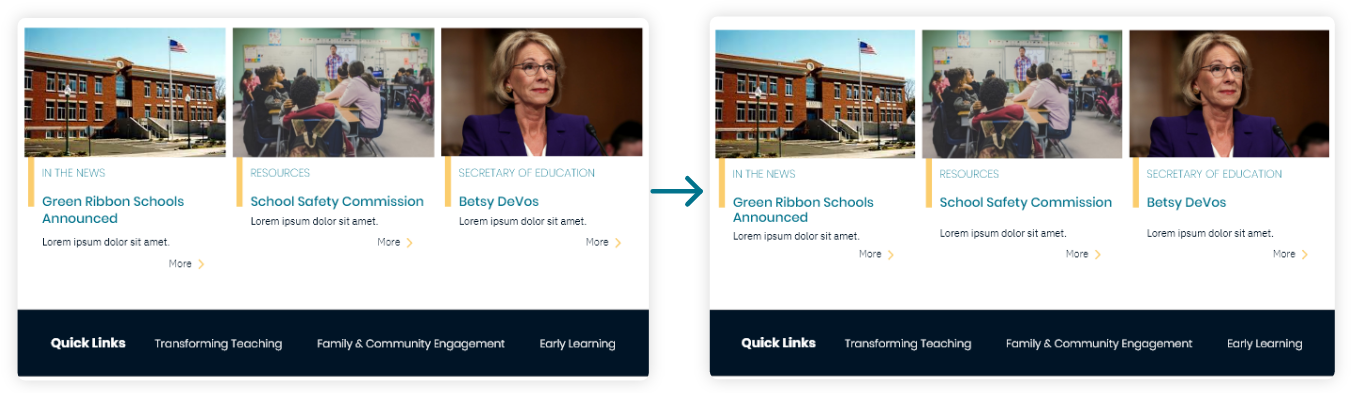 IN THE NEWS
Green Ribbon Schools
Announced
Lorem ipsum dolor sit amet.
More
RESOURCES
School Safety Commission
Lorem ipsum dolor sit amet.
More
SECRETARY OF EDUCATION
Betsy DeVos
Lorem ipsum dolor sit amet.
More
Quick Links Transforming Teaching Family & Community Engagement Early Learning
IN THE NEWS
Green Ribbon Schools
Announced
Lorem ipsum dolor sit amet.
More
RESOURCES
School Safety Commission
Lorem ipsum dolor sit amet.
More
SECRETARY OF EDUCATION
Betsy DeVos
Lorem ipsum dolor sit amet.
More
Quick Links Transforming Teaching Family & Community Engagement Early Learning